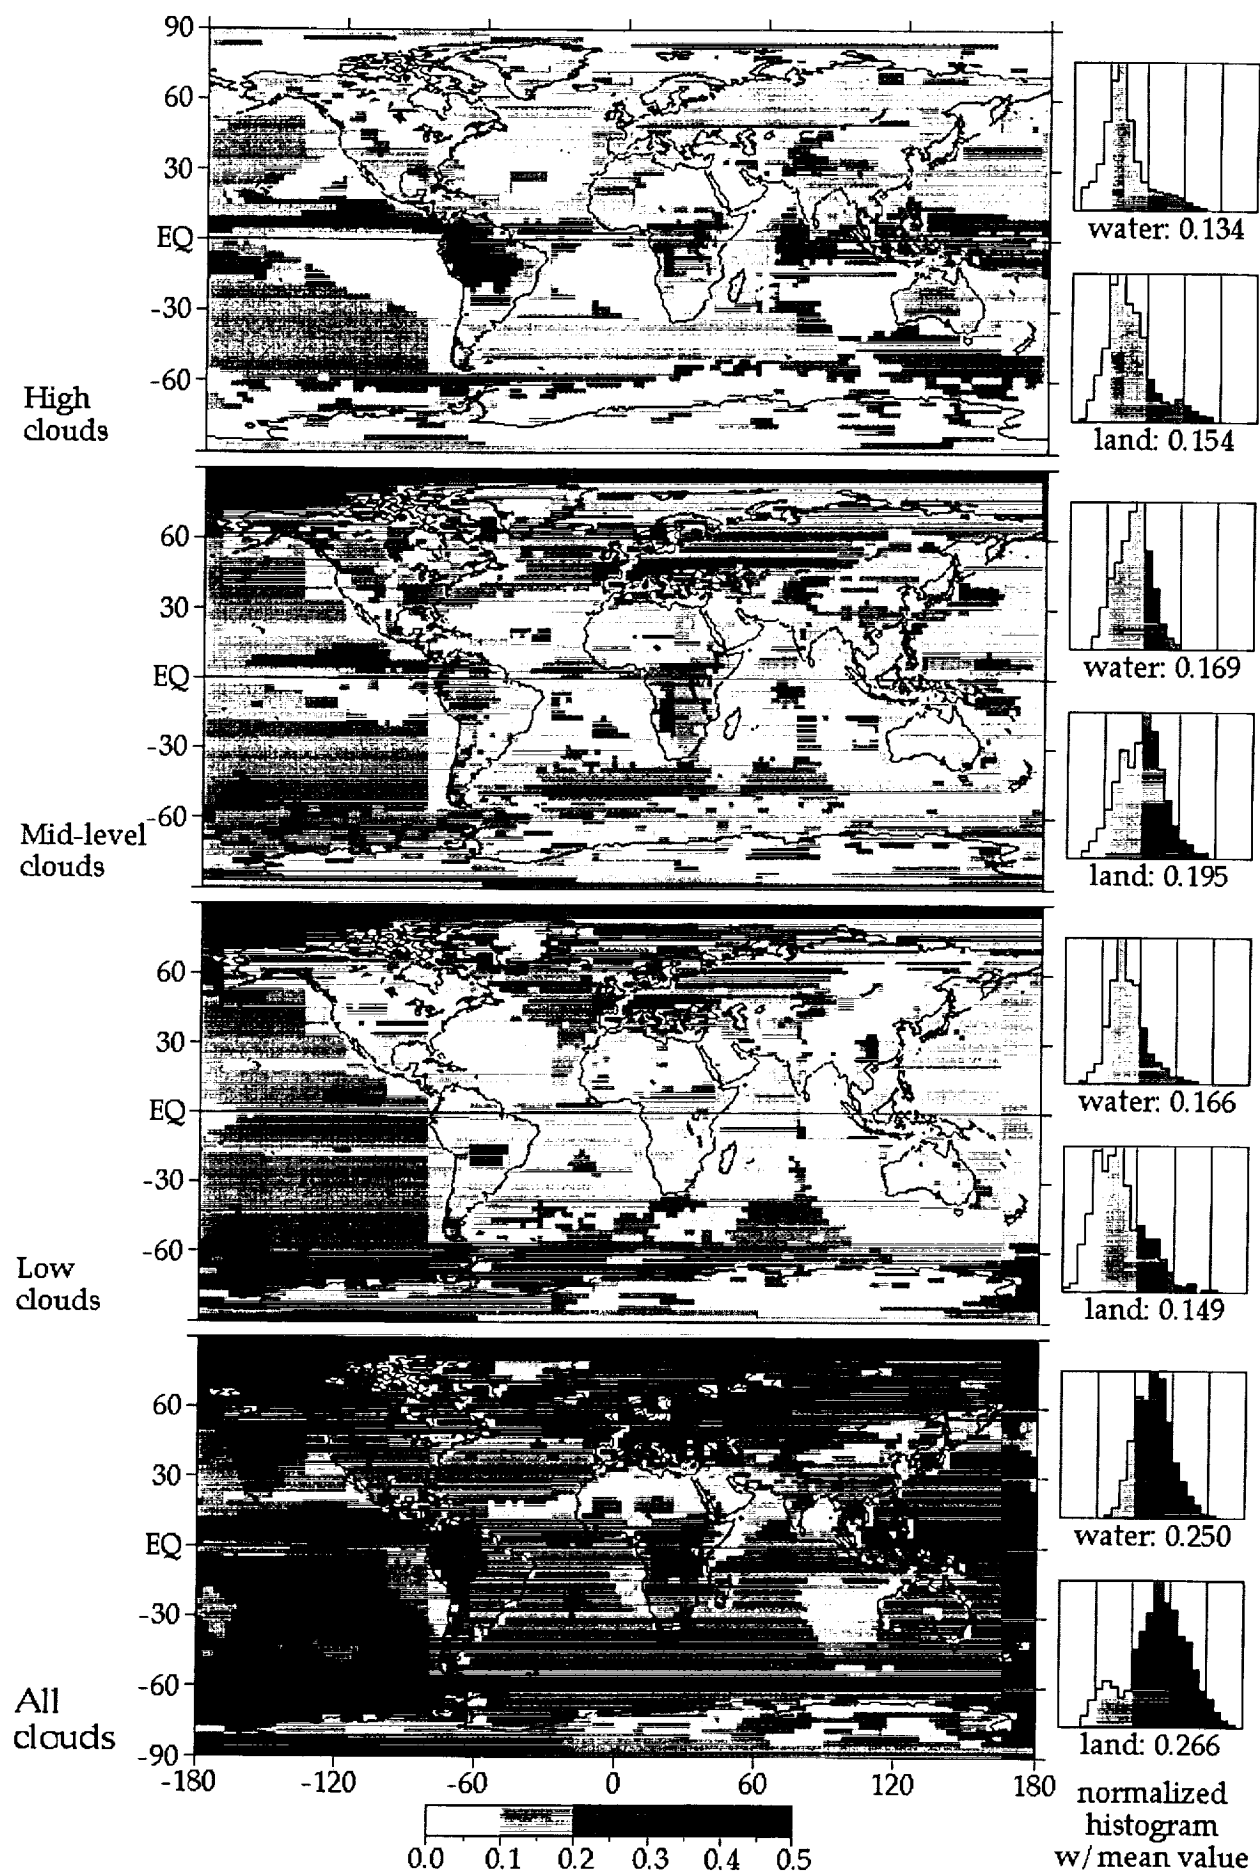 90
60
30
EQ
-30
-60
High
clouds
water: 0.134
land: 0.154
60
30
EQ
-30
-60
Mid-level
clouds
water: 0.169
land: 0.195
60
30
EQ
-30
-60
Low
clouds
water: 0.166
land: 0.149
60
30
EQ
-30
-60
-90
All
clouds
water: 0.250
land: 0.266
-180 -120 -60 0 60 120 180
0.0 0.1 0.2 0.3 0.4 0.5
normalized
histogram
w/mean value